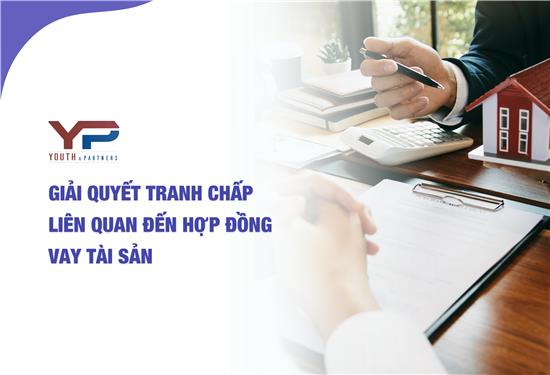 YP
YOUTH & PARTNERS
GIẢI QUYẾT TRANH CHẤP
LIÊN QUAN ĐẾN HỢP ĐỒNG
VAY TÀI SẢN